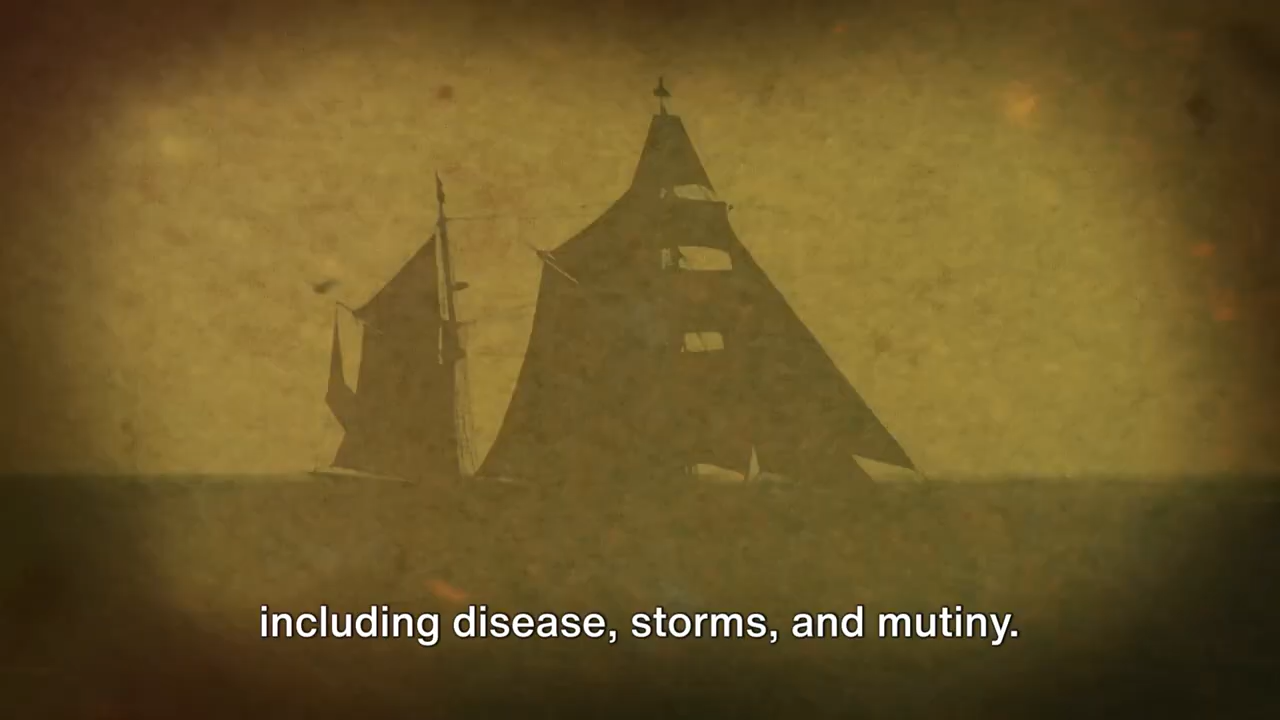 including disease, storms, and mutiny.